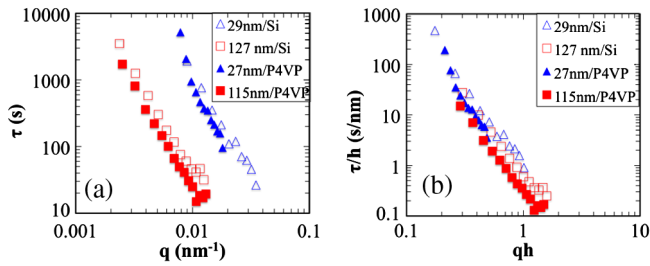 10000
1000
100
10
τ (s)
0.001
0.01
0.1
q (nm⁻¹)
(a)
29nm/Si
127 nm/Si
27nm/P4VP
115nm/P4VP
1000
100
10
1
0.1
τ/h (s/nm)
0.1
1
10
qh
(b)
29nm/Si
127 nm/Si
27nm/P4VP
115nm/P4VP